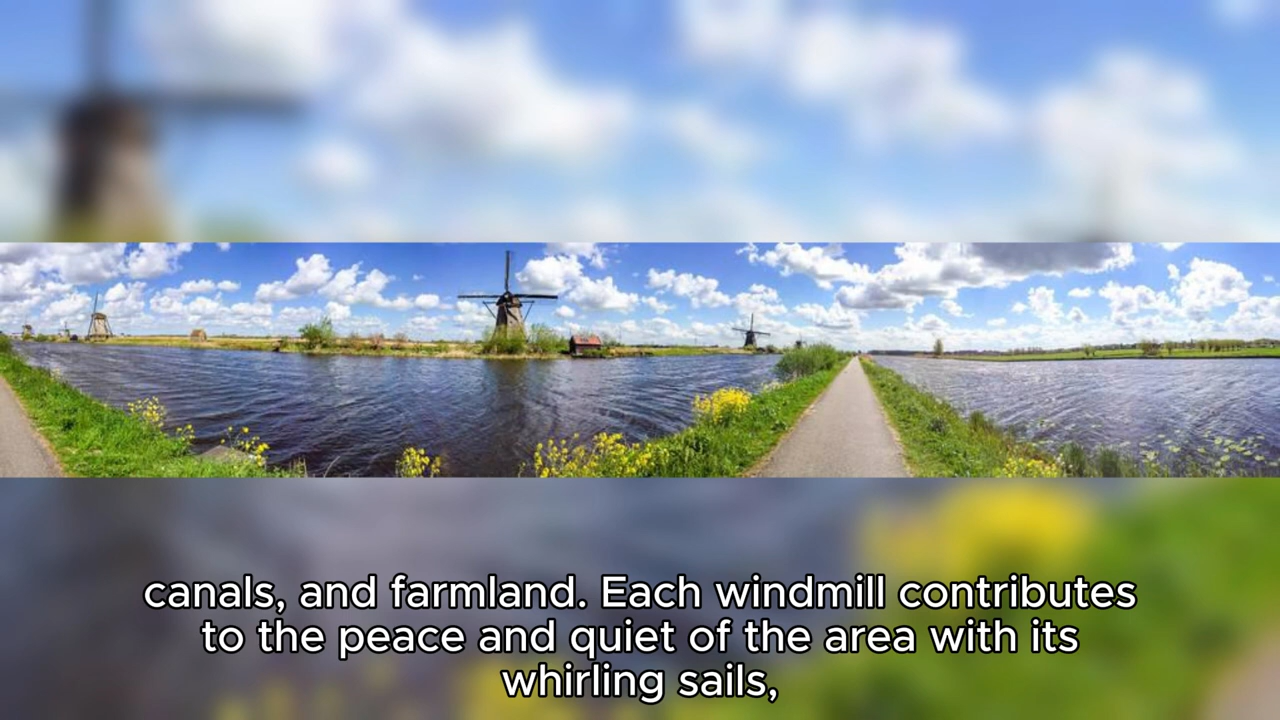 canals, and farmland. Each windmill contributes
to the peace and quiet of the area with its
whirling sails,